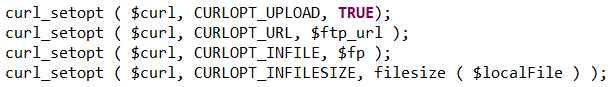 curl_setopt ( $curl, CURLOPT_UPLOAD, TRUE);
curl_setopt ( $curl, CURLOPT_URL, $ftp_url );
curl_setopt ( $curl, CURLOPT_INFILE, $fp );
curl_setopt ( $curl, CURLOPT_INFILESIZE, filesize ( $localFile ) );